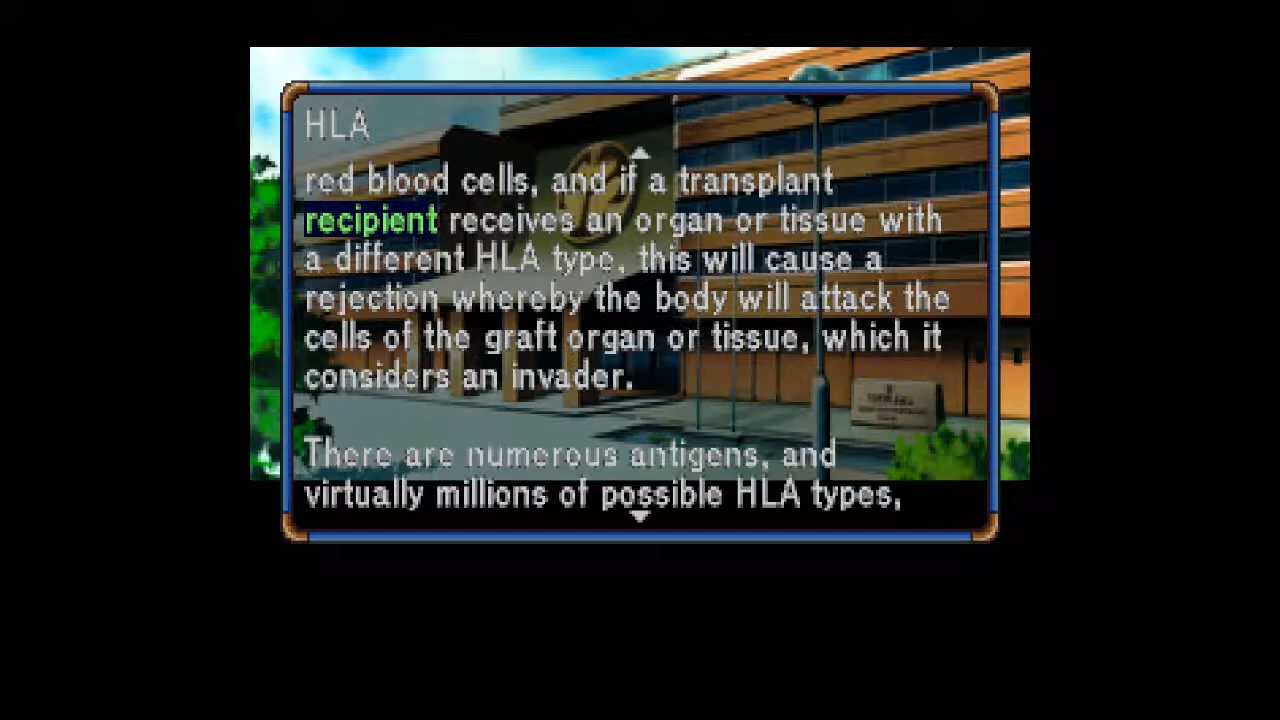 HLA
red blood cells, and if a transplant
recipient receives an organ or tissue with
a different HLA type, this will cause a
rejection whereby the body will attack the
cells of the graft organ or tissue, which it
considers an invader.
There are numerous antigens, and
virtually millions of possible HLA types,